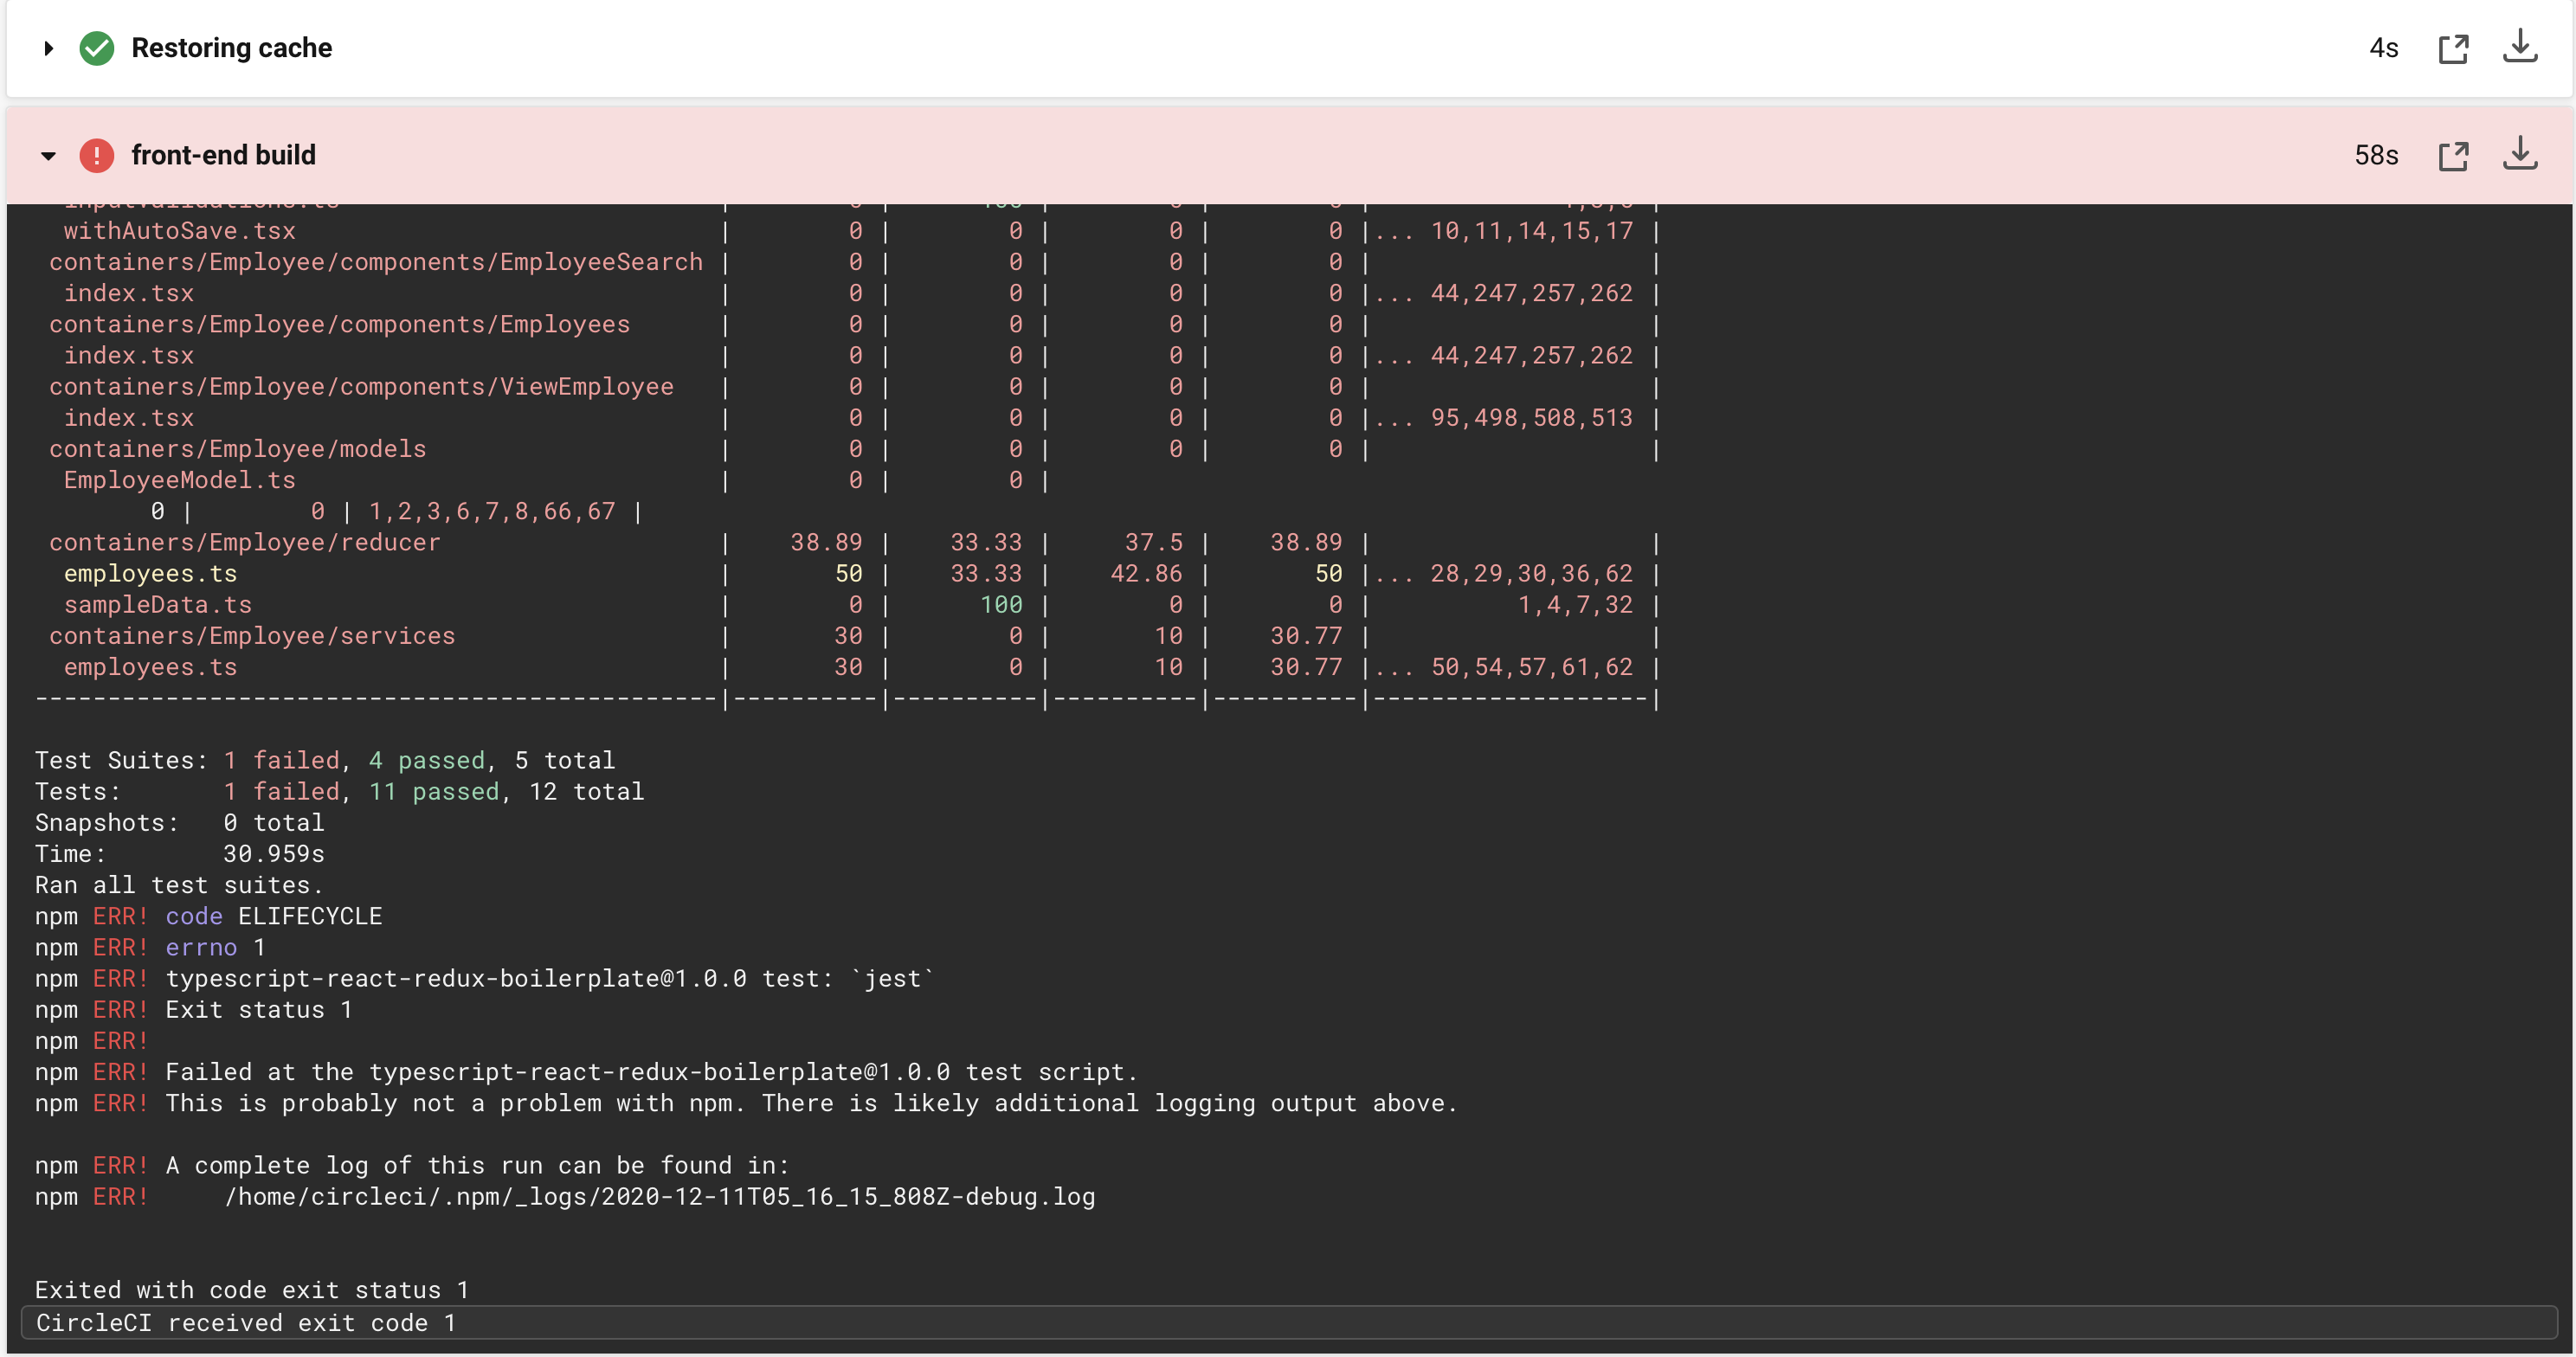 Restoring cache 4s
front-end build 58s
withAutoSave.tsx | 0 | 0 | 0 | 0 |... 10,11,14,15,17 |
containers/Employee/components/EmployeeSearch | 0 | 0 | 0 | 0 | |
index.tsx | 0 | 0 | 0 | 0 |... 44,247,257,262 |
containers/Employee/components/Employees | 0 | 0 | 0 | 0 | |
index.tsx | 0 | 0 | 0 | 0 |... 44,247,257,262 |
containers/Employee/components/ViewEmployee | 0 | 0 | 0 | 0 | |
index.tsx | 0 | 0 | 0 | 0 |... 95,498,508,513 |
containers/Employee/models | 0 | 0 | 0 | 0 | |
EmployeeModel.ts | 0 | 0 |
0 | 0 | 1,2,3,6,7,8,66,67 |
containers/Employee/reducer | 38.89 | 33.33 | 37.5 | 38.89 | |
employees.ts | 50 | 33.33 | 42.86 | 50 |... 28,29,30,36,62 |
sampleData.ts | 0 | 100 | 0 | 0 | 1,4,7,32 |
containers/Employee/services | 30 | 0 | 10 | 30.77 | |
employees.ts | 30 | 0 | 10 | 30.77 |... 50,54,57,61,62 |
-----------------------------------------------|----------|----------|----------|----------|-------------------|
Test Suites: 1 failed, 4 passed, 5 total
Tests: 1 failed, 11 passed, 12 total
Snapshots: 0 total
Time: 30.959s
Ran all test suites.
npm ERR! code ELIFECYCLE
npm ERR! errno 1
npm ERR! typescript-react-redux-boilerplate@1.0.0 test: `jest`
npm ERR! Exit status 1
npm ERR!
npm ERR! Failed at the typescript-react-redux-boilerplate@1.0.0 test script.
npm ERR! This is probably not a problem with npm. There is likely additional logging output above.
npm ERR! A complete log of this run can be found in:
npm ERR! /home/circleci/.npm/_logs/2020-12-11T05_16_15_808Z-debug.log
Exited with code exit status 1
CircleCI received exit code 1